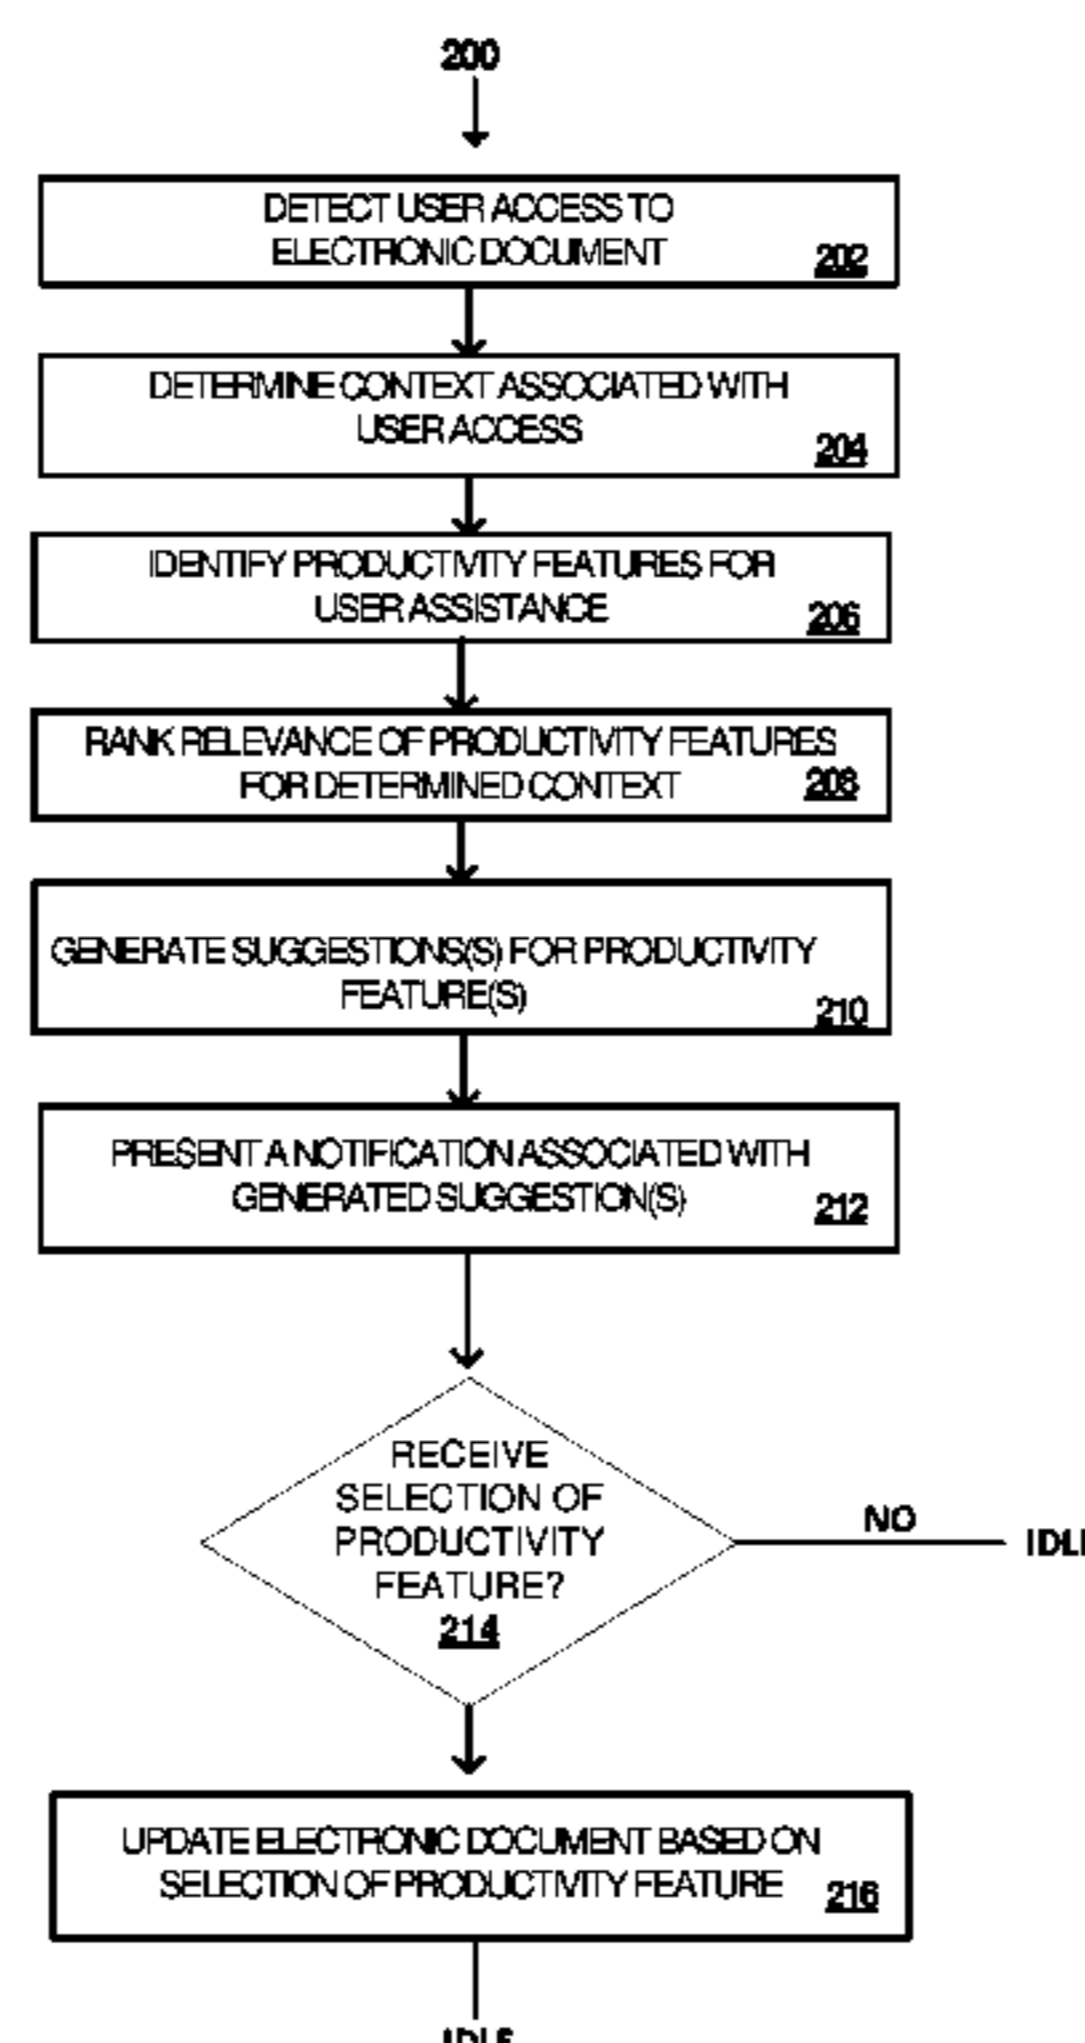 200
DETECT USER ACCESS TO
ELECTRONIC DOCUMENT
202
DETERMINE CONTEXT ASSOCIATED WITH
USER ACCESS
204
IDENTIFY PRODUCTIVITY FEATURES FOR
USER ASSISTANCE
206
RANK RELEVANCE OF PRODUCTIVITY FEATURES
FOR DETERMINED CONTEXT
208
GENERATE SUGGESTIONS(S) FOR PRODUCTIVITY
FEATURE(S)
210
PRESENT A NOTIFICATION ASSOCIATED WITH
GENERATED SUGGESTION(S)
212
RECEIVE
SELECTION OF
PRODUCTIVITY
FEATURE?
214
NO
UPDATE ELECTRONIC DOCUMENT BASED ON
SELECTION OF PRODUCTIVITY FEATURE
216